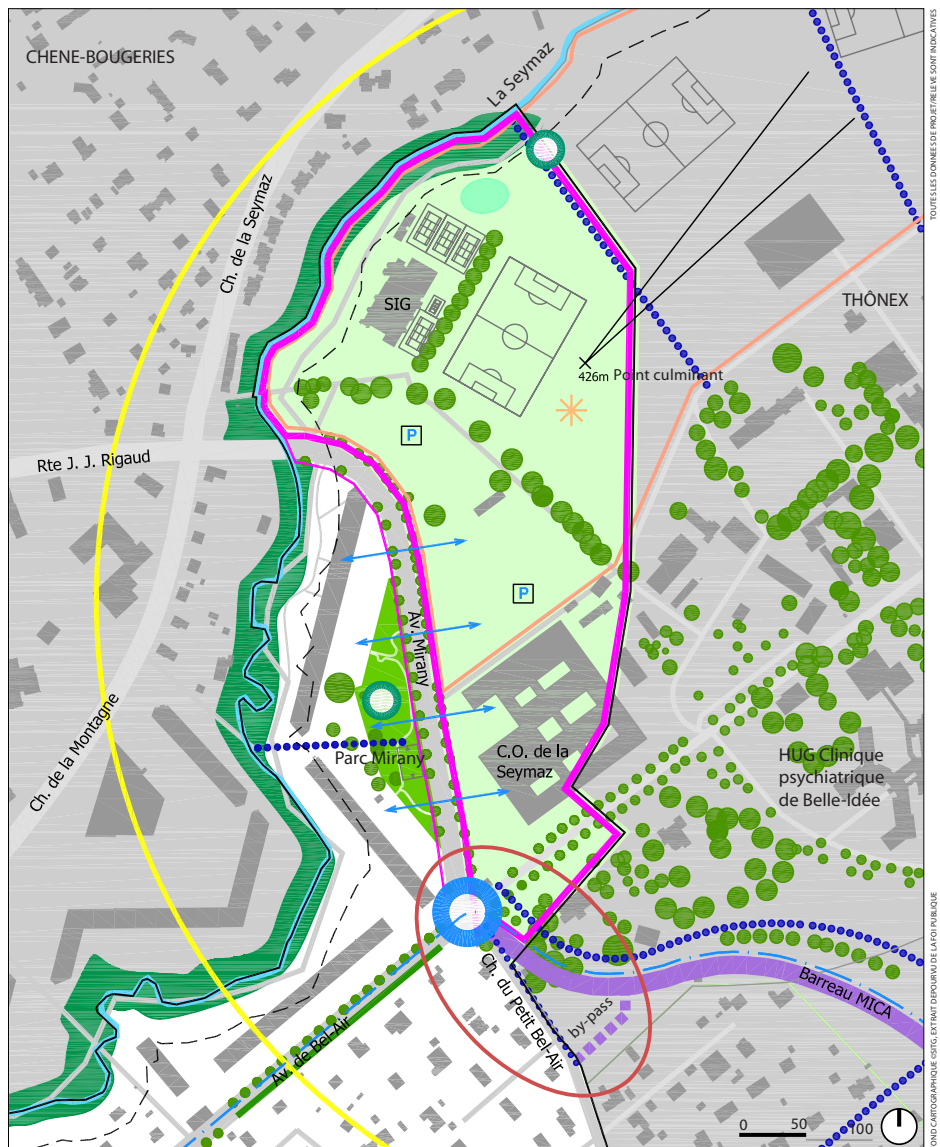 CHENE-BOUGERIES
La Seymaz
Ch. de la Seymaz
THÔNEX
SIG
426m Point culminant
P
Rte J. J. Rigaud
P
Av. Mirany
Ch. de la Montagne
Parc Mirany
C.O. de la
Seymaz
HUG Clinique
psychiatrique
de Belle-Idée
Ch. du Petit Bel-Air
Barreau MICA
by-pass
Av. de Bel-Air
0 50 100
TOUTES LES DONNEES DE PROJET/RELEVE SONT INDICATIVES
FOND CARTOGRAPHIQUE ©SITG, EXTRAIT DEPOURVU DE LA FOI PUBLIQUE